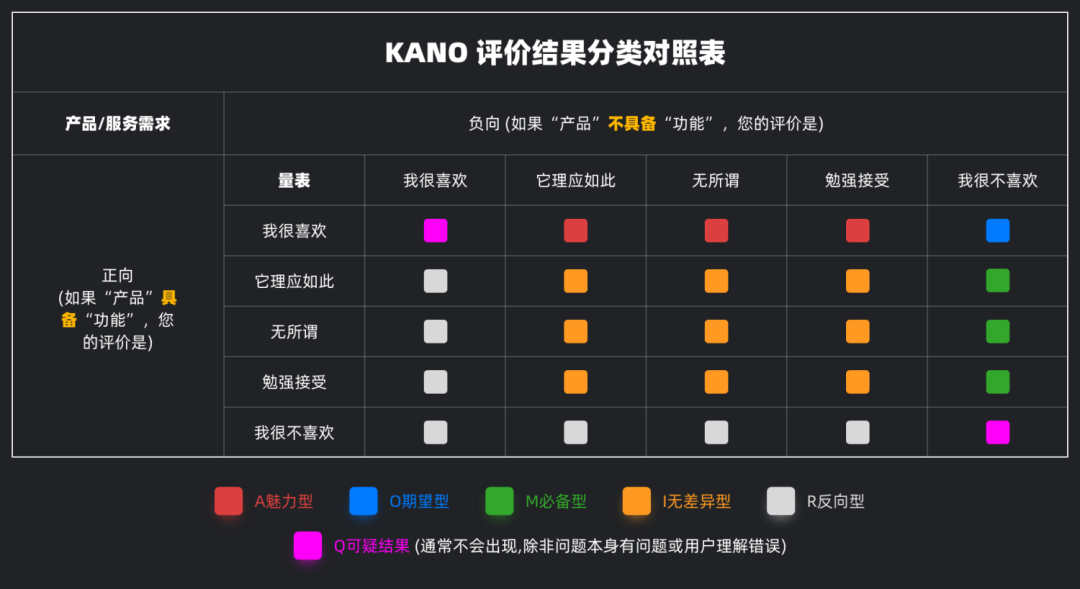 KANO 评价结果分类对照表
产品/服务需求
负向 (如果“产品”不具备“功能”，您的评价是)
量表
我很喜欢
它理应如此
无所谓
勉强接受
我很不喜欢
正向
(如果“产品”具
备“功能”，您
的评价是)
我很喜欢
它理应如此
无所谓
勉强接受
我很不喜欢
A魅力型
O期望型
M必备型
I无差异型
R反向型
Q可疑结果 (通常不会出现,除非问题本身有问题或用户理解错误)